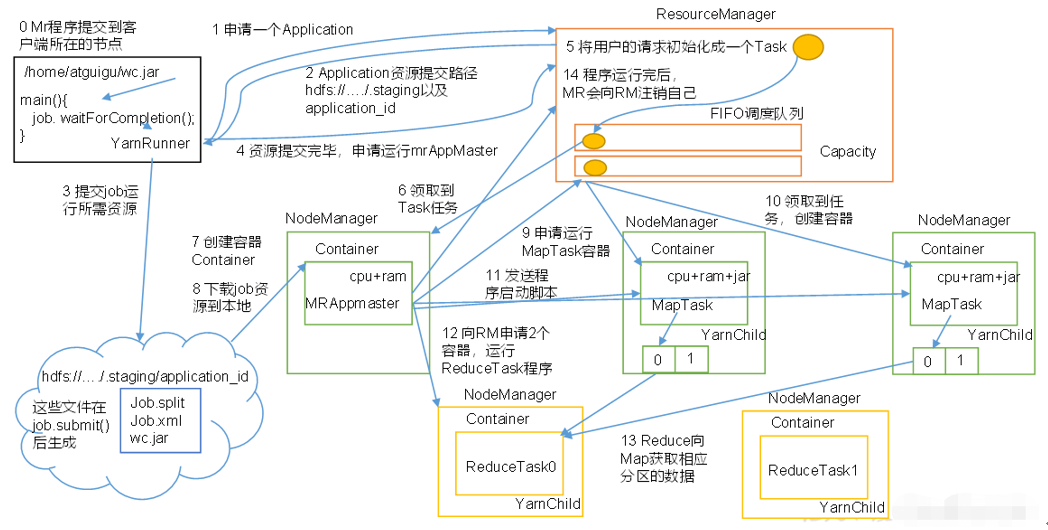 0 Mr程序提交到客
户端所在的节点
/home/atguigu/wc.jar
main(){
job. waitForCompletion();
}
YarnRunner
1 申请一个Application
2 Application资源提交路径
hdfs://…./.staging以及
application_id
3 提交job运
行所需资源
4 资源提交完毕，申请运行mrAppMaster
ResourceManager
5 将用户的请求初始化成一个Task
14 程序运行完后，
MR会向RM注销自己
FIFO调度队列
Capacity
6 领取到
Task任务
7 创建容器
Container
8 下载job资
源到本地
NodeManager
Container
cpu+ram
MRAppmaster
9 申请运行
MapTask容器
10 领取到任
务，创建容器
11 发送程
序启动脚本
NodeManager
Container
cpu+ram+jar
MapTask
YarnChild
0 1
NodeManager
Container
cpu+ram+jar
MapTask
YarnChild
0 1
12 向RM申请2个
容器，运行
ReduceTask程序
hdfs://…./.staging/application_id
这些文件在
job.submit()
后生成
Job.split
Job.xml
wc.jar
NodeManager
Container
ReduceTask0
YarnChild
13 Reduce向
Map获取相应
分区的数据
NodeManager
Container
ReduceTask1
YarnChild